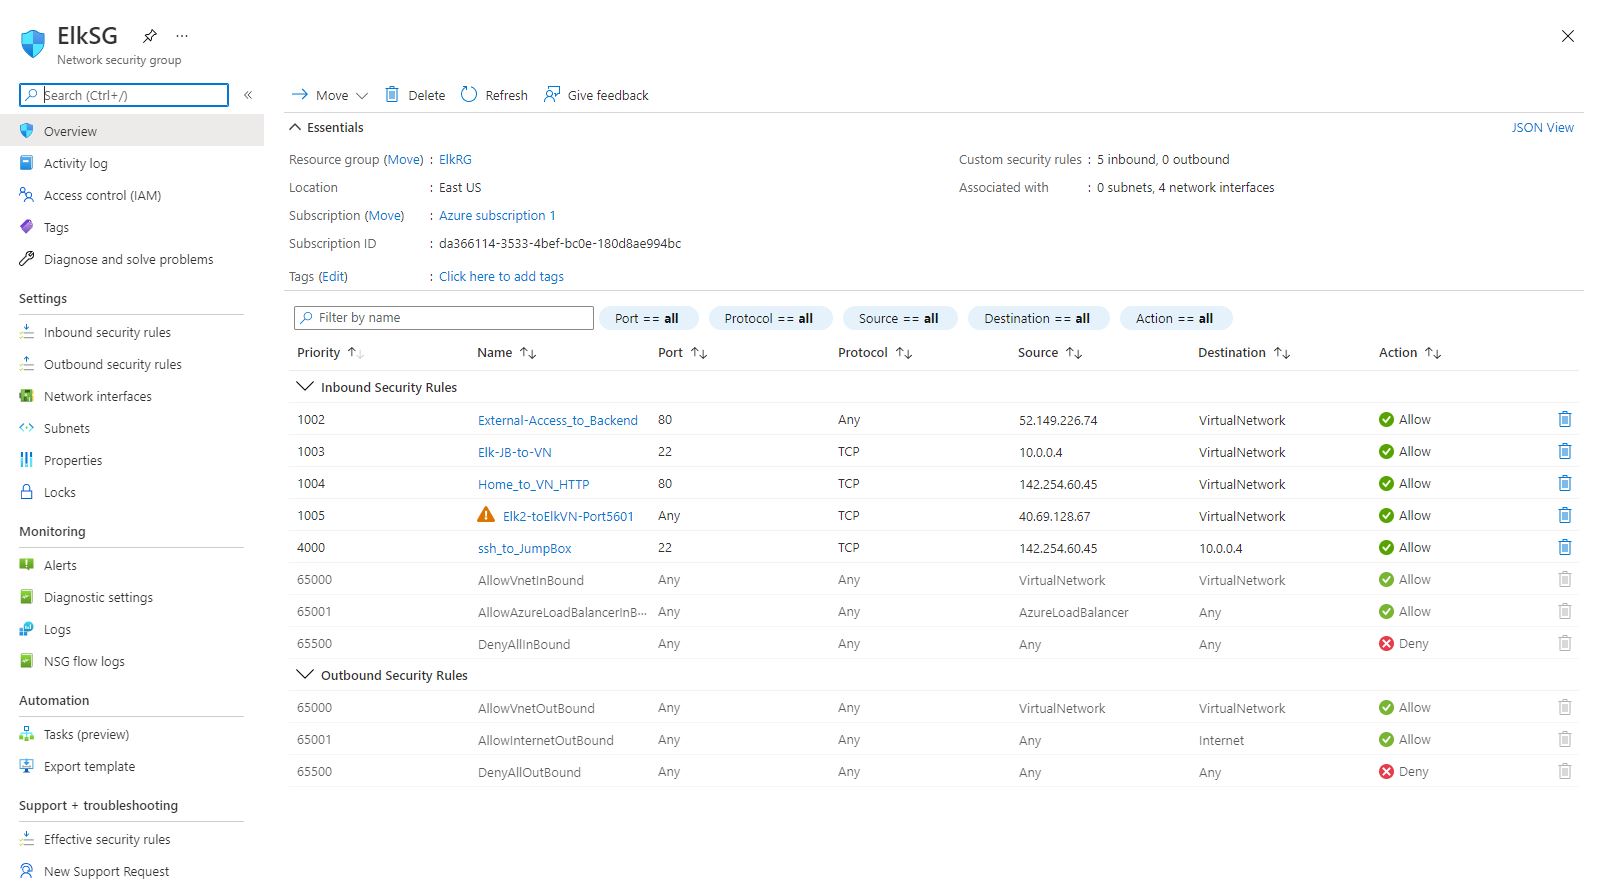 ElkSG
Network security group
Search (Ctrl+/)
Overview
Activity log
Access control (IAM)
Tags
Diagnose and solve problems
Settings
Inbound security rules
Outbound security rules
Network interfaces
Subnets
Properties
Locks
Monitoring
Alerts
Diagnostic settings
Logs
NSG flow logs
Automation
Tasks (preview)
Export template
Support + troubleshooting
Effective security rules
New Support Request
Move Delete Refresh Give feedback
Essentials JSON View
Resource group (Move) : ElkRG Custom security rules : 5 inbound, 0 outbound
Location : East US Associated with : 0 subnets, 4 network interfaces
Subscription (Move) : Azure subscription 1
Subscription ID : da366114-3533-4bef-bc0e-180d8ae994bc
Tags (Edit) : Click here to add tags
Filter by name Port == all Protocol == all Source == all Destination == all Action == all
Priority Name Port Protocol Source Destination Action
Inbound Security Rules
1002 External-Access_to_Backend 80 Any 52.149.226.74 VirtualNetwork Allow
1003 Elk-JB-to-VN 22 TCP 10.0.0.4 VirtualNetwork Allow
1004 Home_to_VN_HTTP 80 TCP 142.254.60.45 VirtualNetwork Allow
1005 Elk2-toElkVN-Port5601 Any TCP 40.69.128.67 VirtualNetwork Allow
4000 ssh_to_JumpBox 22 TCP 142.254.60.45 10.0.0.4 Allow
65000 AllowVnetInBound Any Any VirtualNetwork VirtualNetwork Allow
65001 AllowAzureLoadBalancerInB··· Any Any AzureLoadBalancer Any Allow
65500 DenyAllInBound Any Any Any Any Deny
Outbound Security Rules
65000 AllowVnetOutBound Any Any VirtualNetwork VirtualNetwork Allow
65001 AllowInternetOutBound Any Any Any Internet Allow
65500 DenyAllOutBound Any Any Any Any Deny